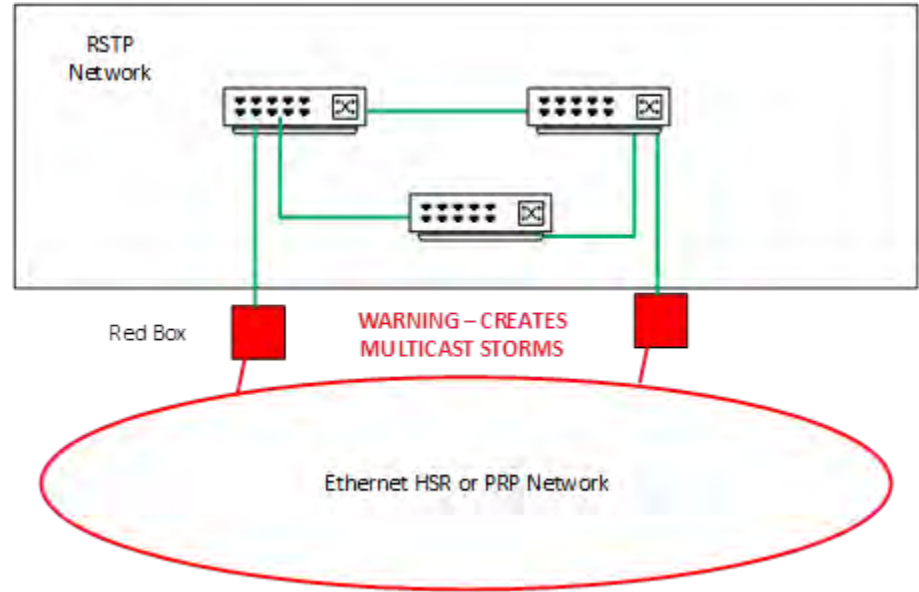 RSTP
Network
Red Box
WARNING – CREATES
MULTICAST STORMS
Ethernet HSR or PRP Network